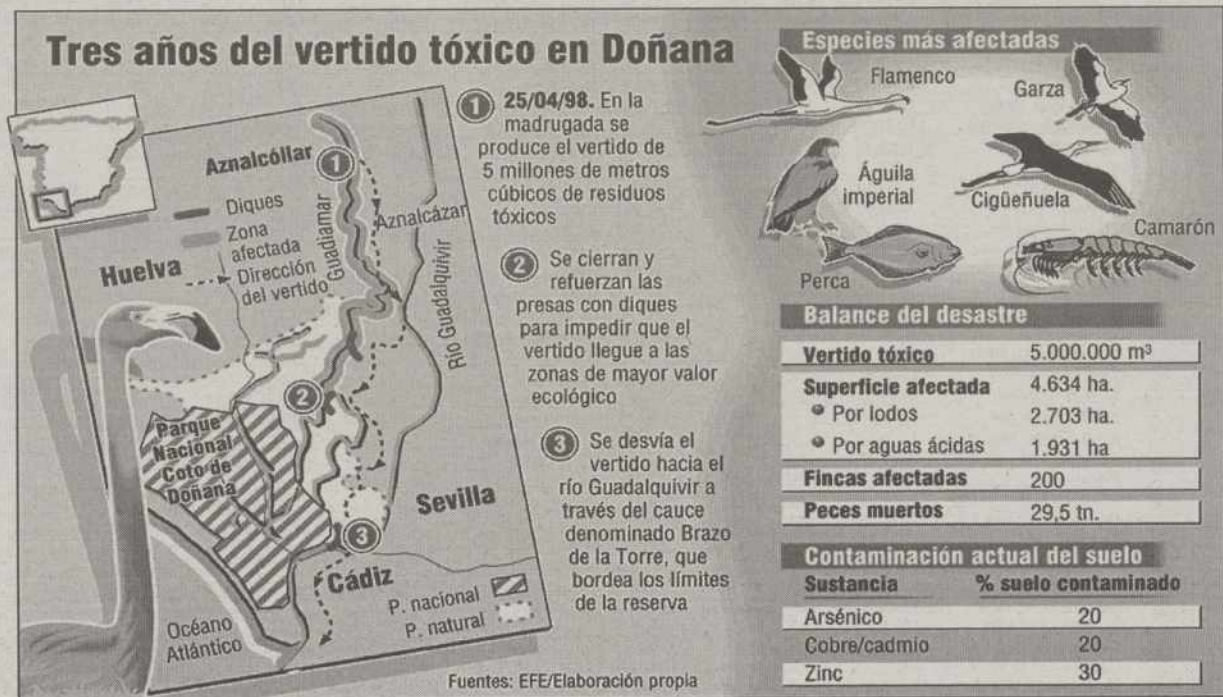 Tres años del vertido tóxico en Doñana
Aznalcóllar
1
Diques
Zona
afectada
Dirección
del vertido
Guadiamar
Aznalcázar
Río Guadalquivir
Huelva
2
Parque
Nacional
Coto de
Doñana
Sevilla
3
Cádiz
P. nacional
P. natural
Océano
Atlántico
1 25/04/98. En la
madrugada se
produce el vertido de
5 millones de metros
cúbicos de residuos
tóxicos
2 Se cierran y
refuerzan las
presas con diques
para impedir que el
vertido llegue a las
zonas de mayor valor
ecológico
3 Se desvía el
vertido hacia el
río Guadalquivir a
través del cauce
denominado Brazo
de la Torre, que
bordea los límites
de la reserva
Fuentes: EFE/Elaboración propia
Especies más afectadas
Flamenco
Garza
Águila
imperial
Cigüeñuela
Camarón
Perca
Balance del desastre
Vertido tóxico 5.000.000 m³
Superficie afectada 4.634 ha.
● Por lodos 2.703 ha.
● Por aguas ácidas 1.931 ha
Fincas afectadas 200
Peces muertos 29,5 tn.
Contaminación actual del suelo
Sustancia % suelo contaminado
Arsénico 20
Cobre/cadmio 20
Zinc 30